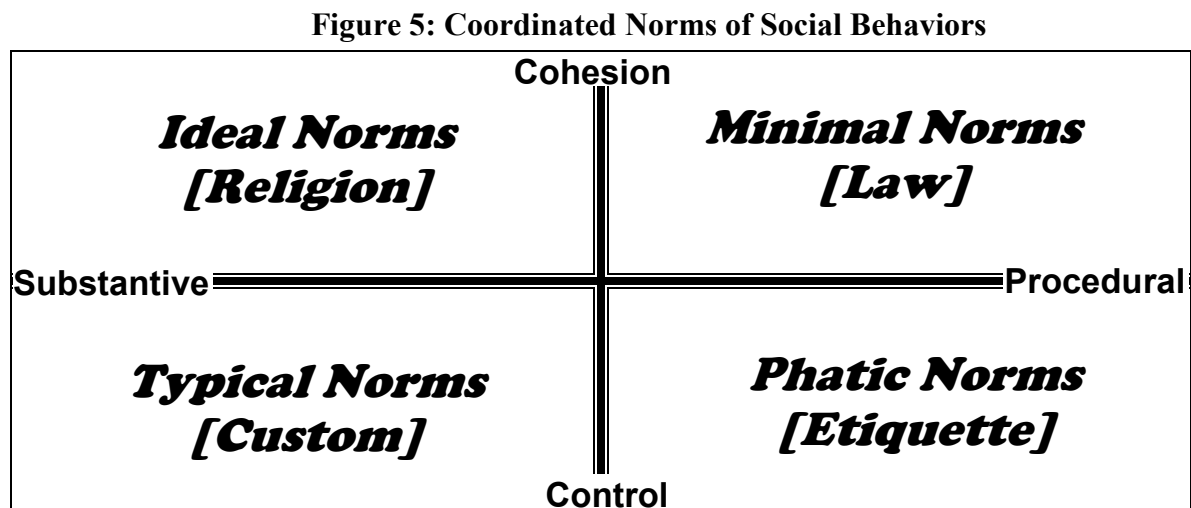 Figure 5: Coordinated Norms of Social Behaviors
Cohesion
Ideal Norms
[Religion]
Minimal Norms
[Law]
Substantive
Procedural
Typical Norms
[Custom]
Phatic Norms
[Etiquette]
Control